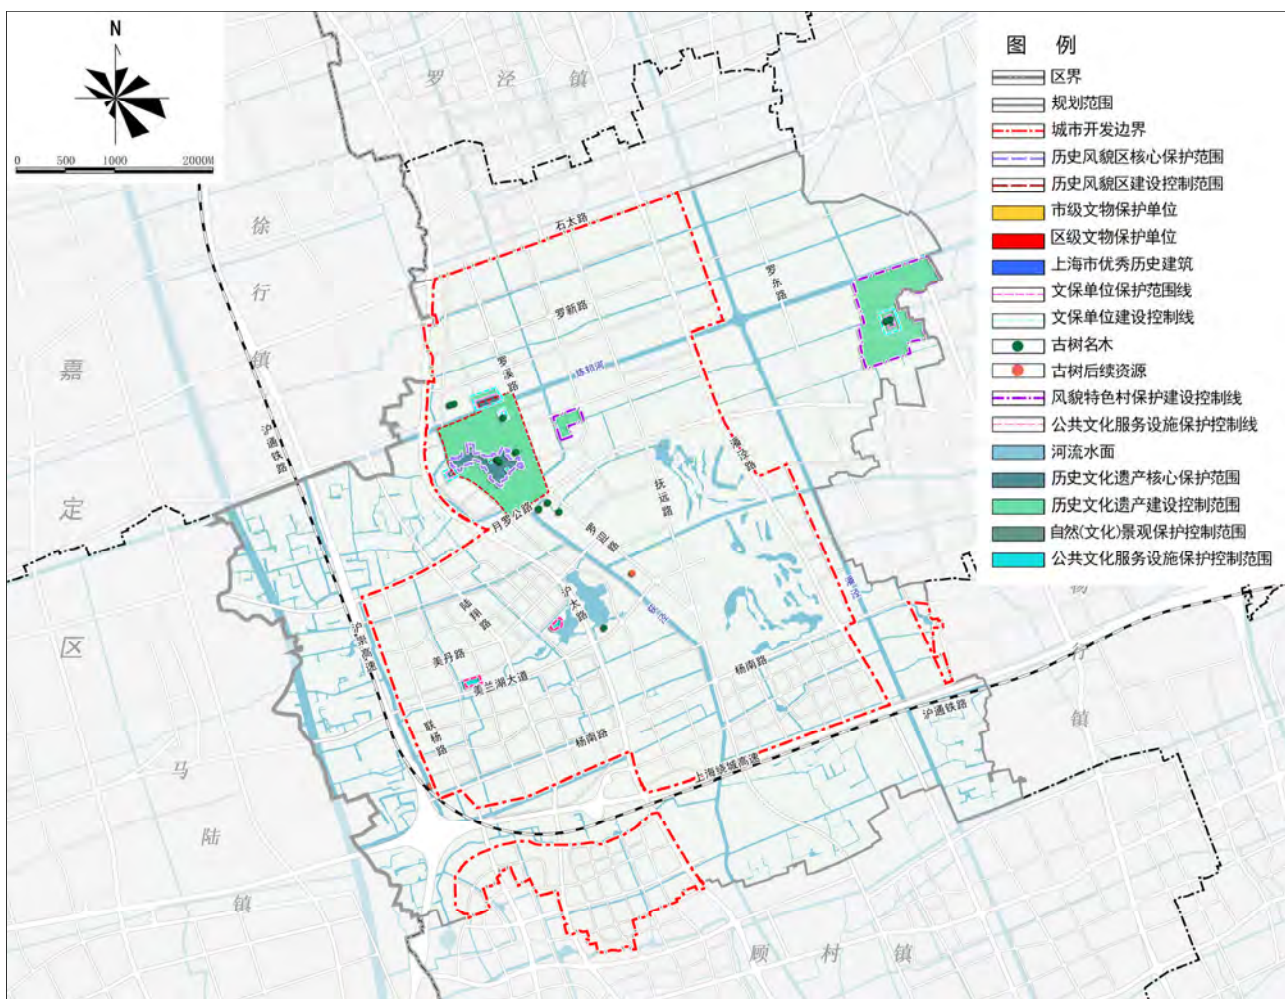 N
0 500 1000 2000M
罗泾镇
徐行镇
嘉定区
马陆镇
顾村镇
杨行镇
石太路
罗新路
罗东路
罗溪路
练祁河
沪通铁路
潘泾路
抚远路
月罗公路
沪太路
陆翔路
潘泾
美丹路
美兰湖大道
沪崇高速
杨南路
联杨路
杨南路
沪通铁路
上海绕城高速
图 例
区界
规划范围
城市开发边界
历史风貌区核心保护范围
历史风貌区建设控制范围
市级文物保护单位
区级文物保护单位
上海市优秀历史建筑
文保单位保护范围线
文保单位建设控制线
古树名木
古树后续资源
风貌特色村保护建设控制线
公共文化服务设施保护控制线
河流水面
历史文化遗产核心保护范围
历史文化遗产建设控制范围
自然(文化)景观保护控制范围
公共文化服务设施保护控制范围